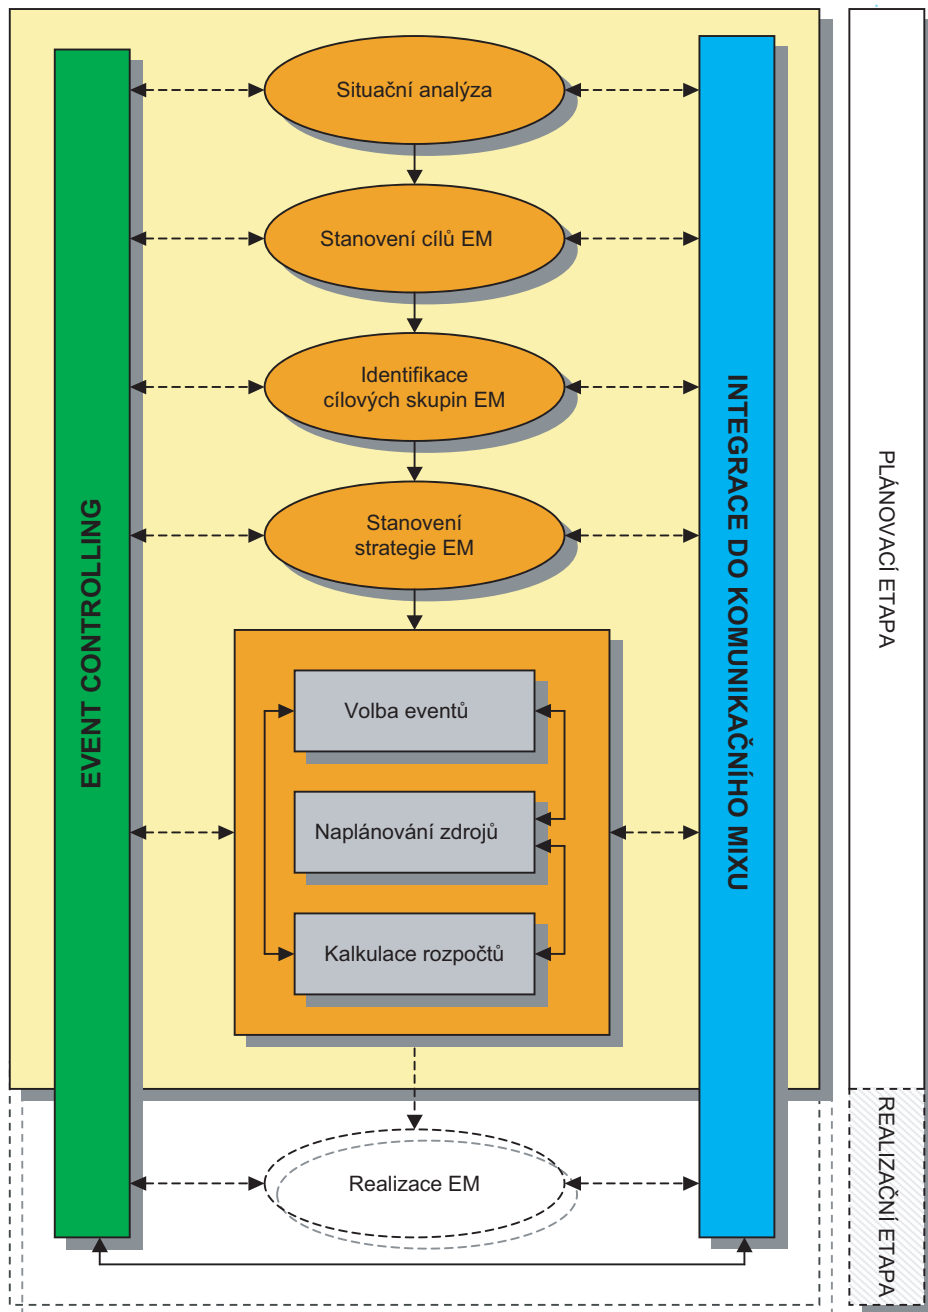 Situační analýza
Stanovení cílů EM
Identifikace
cílových skupin EM
Stanovení
strategie EM
Volba eventů
Naplánování zdrojů
Kalkulace rozpočtů
Realizace EM
EVENT CONTROLLING
INTEGRACE DO KOMUNIKAČNÍHO MIXU
PLÁNOVACÍ ETAPA
REALIZAČNÍ ETAPA